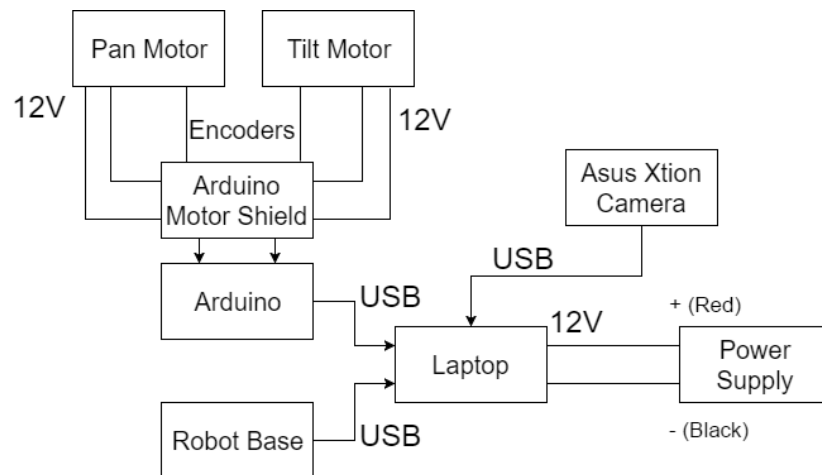 Pan Motor
Tilt Motor
12V
Encoders
12V
Arduino
Motor Shield
Asus Xtion
Camera
USB
Arduino
USB
12V
+ (Red)
Laptop
Power
Supply
Robot Base
USB
- (Black)